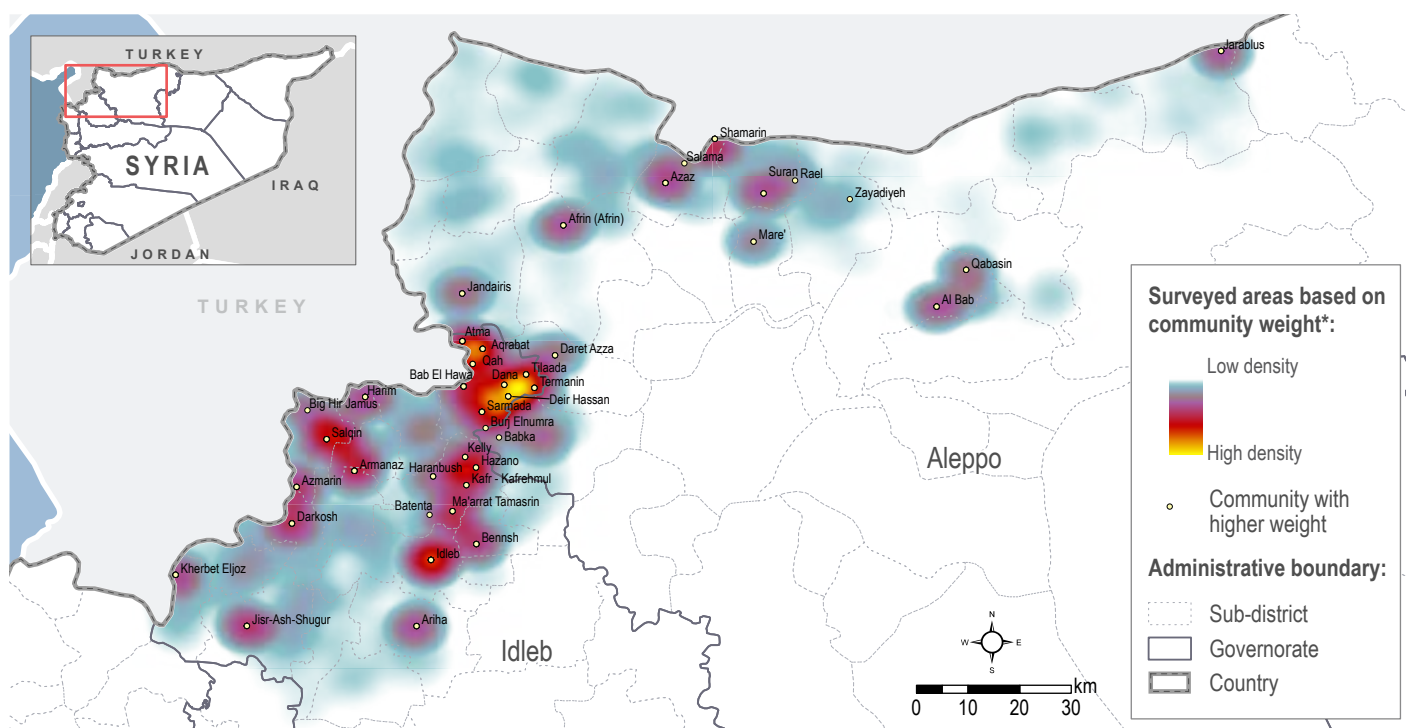 TURKEY
SYRIA
IRAQ
JORDAN
TURKEY
Jarablus
Shamarin
Salama
Azaz
Suran
Rael
Zayadiyeh
Afrin (Afrin)
Mare'
Qabasin
Al Bab
Jandairis
Atma
Aqrabat
Daret Azza
Qah
Tilaada
Bab El Hawa
Dana
Termanin
Deir Hassan
Harim
Big Hir Jamus
Sarmada
Burj Elnumra
Babka
Salqin
Kelly
Armanaz
Hazano
Haranbush
Kafr - Kafrehmul
Azmarin
Ma'arrat Tamasrin
Batenta
Darkosh
Bennsh
Idleb
Kherbet Eljoz
Jisr-Ash-Shugur
Ariha
Aleppo
Idleb
N
W
E
S
km
0
10
20
30
Surveyed areas based on
community weight*:
Low density
High density
Community with
higher weight
Administrative boundary:
Sub-district
Governorate
Country